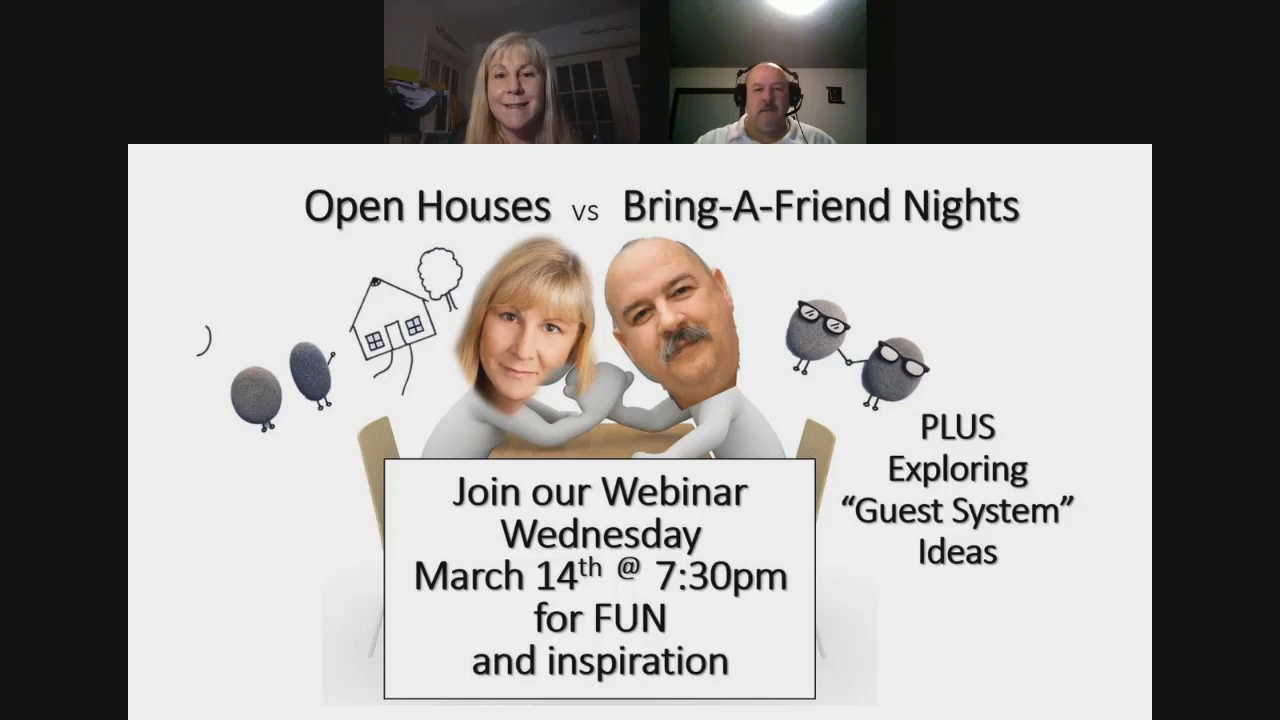 Open Houses vs Bring-A-Friend Nights
PLUS
Exploring
“Guest System”
Ideas
Join our Webinar
Wednesday
March 14th @ 7:30pm
for FUN
and inspiration